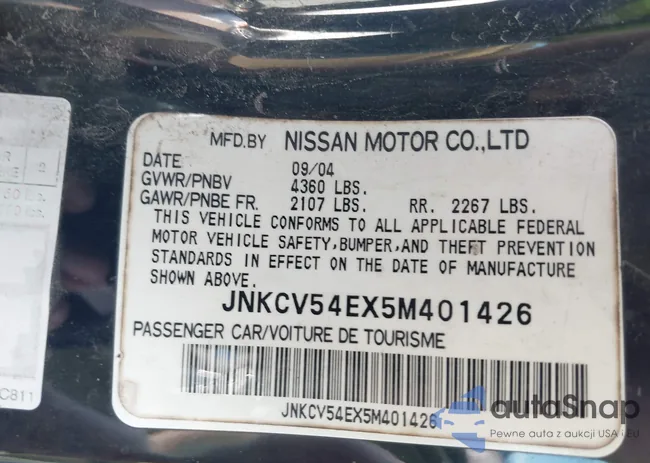 MFD.BY NISSAN MOTOR CO.,LTD
DATE 09/04
GVWR/PNBV 4360 LBS.
GAWR/PNBE FR. 2107 LBS. RR. 2267 LBS.
THIS VEHICLE CONFORMS TO ALL APPLICABLE FEDERAL
MOTOR VEHICLE SAFETY,BUMPER,AND THEFT PREVENTION
STANDARDS IN EFFECT ON THE DATE OF MANUFACTURE
SHOWN ABOVE.
JNKCV54EX5M401426
PASSENGER CAR/VOITURE DE TOURISME
JNKCV54EX5M401426
C811
autoSnap
Pewne auta z aukcji USA i EU